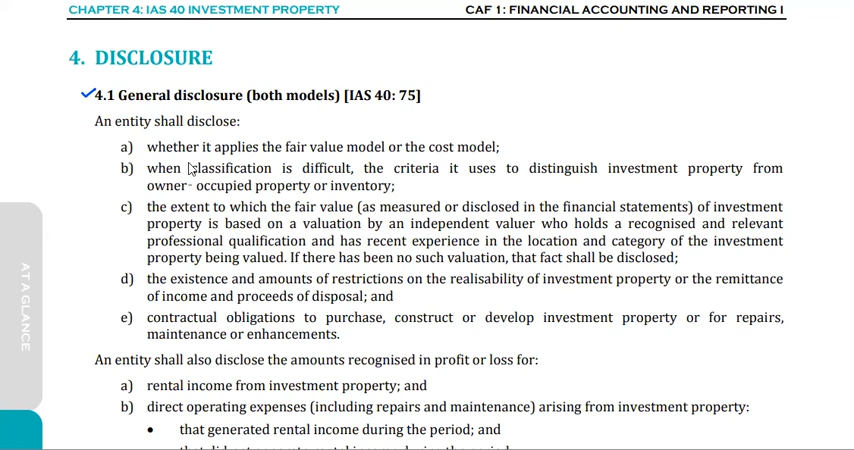 CHAPTER 4: IAS 40 INVESTMENT PROPERTY CAF 1: FINANCIAL ACCOUNTING AND REPORTING I
4. DISCLOSURE
4.1 General disclosure (both models) [IAS 40: 75]
An entity shall disclose:
a) whether it applies the fair value model or the cost model;
b) when classification is difficult, the criteria it uses to distinguish investment property from
owner- occupied property or inventory;
c) the extent to which the fair value (as measured or disclosed in the financial statements) of investment
property is based on a valuation by an independent valuer who holds a recognised and relevant
professional qualification and has recent experience in the location and category of the investment
property being valued. If there has been no such valuation, that fact shall be disclosed;
d) the existence and amounts of restrictions on the realisability of investment property or the remittance
of income and proceeds of disposal; and
e) contractual obligations to purchase, construct or develop investment property or for repairs,
maintenance or enhancements.
AT A GLANCE
An entity shall also disclose the amounts recognised in profit or loss for:
a) rental income from investment property; and
b) direct operating expenses (including repairs and maintenance) arising from investment property:
• that generated rental income during the period; and